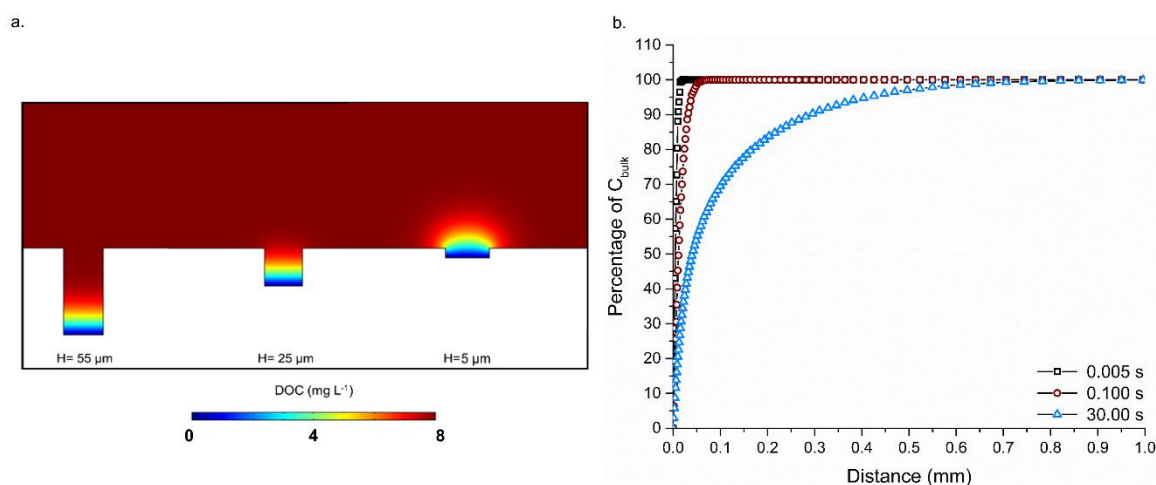 a.
H= 55 µm
H= 25 µm
H=5 µm
DOC (mg L⁻¹)
0
4
8
b.
110
100
90
80
70
60
50
40
30
20
10
0
Percentage of C_bulk
0.0 0.1 0.2 0.3 0.4 0.5 0.6 0.7 0.8 0.9 1.0
Distance (mm)
0.005 s
0.100 s
30.00 s